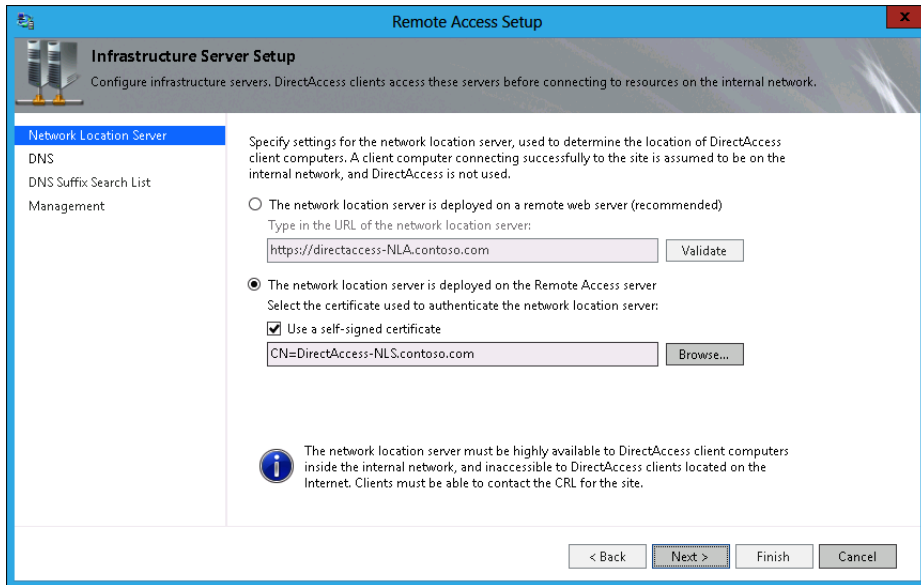 Remote Access Setup
x
Infrastructure Server Setup
Configure infrastructure servers. DirectAccess clients access these servers before connecting to resources on the internal network.
Network Location Server
DNS
DNS Suffix Search List
Management
Specify settings for the network location server, used to determine the location of DirectAccess
client computers. A client computer connecting successfully to the site is assumed to be on the
internal network, and DirectAccess is not used.
The network location server is deployed on a remote web server (recommended)
Type in the URL of the network location server:
https://directaccess-NLA.contoso.com
Validate
The network location server is deployed on the Remote Access server
Select the certificate used to authenticate the network location server:
Use a self-signed certificate
CN=DirectAccess-NLS.contoso.com
Browse...
The network location server must be highly available to DirectAccess client computers
inside the internal network, and inaccessible to DirectAccess clients located on the
Internet. Clients must be able to contact the CRL for the site.
< Back
Next >
Finish
Cancel